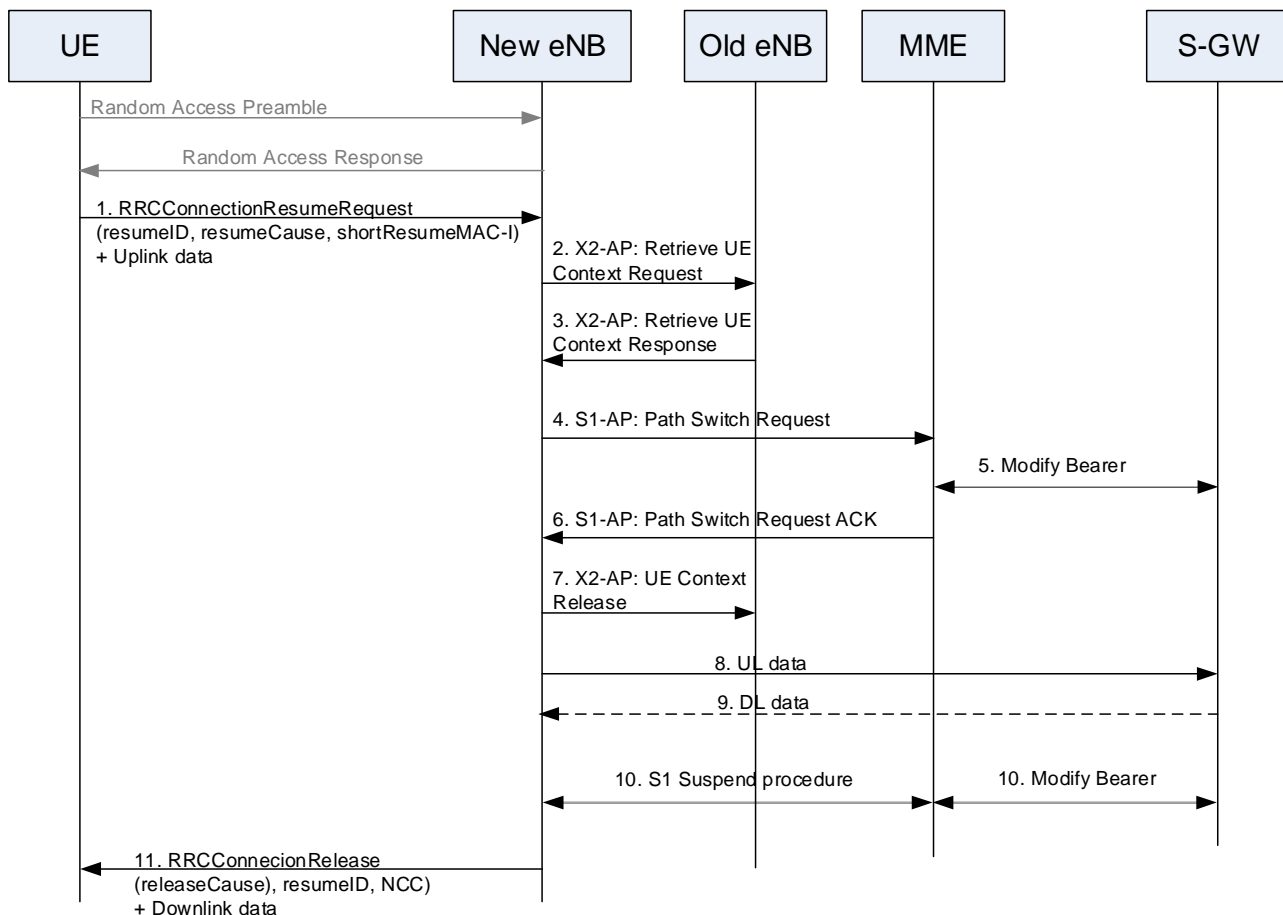 UE
New eNB
Old eNB
MME
S-GW
Random Access Preamble
Random Access Response
1. RRCConnectionResumeRequest
(resumeID, resumeCause, shortResumeMAC-I)
+ Uplink data
2. X2-AP: Retrieve UE
Context Request
3. X2-AP: Retrieve UE
Context Response
4. S1-AP: Path Switch Request
5. Modify Bearer
6. S1-AP: Path Switch Request ACK
7. X2-AP: UE Context
Release
8. UL data
9. DL data
10. S1 Suspend procedure
10. Modify Bearer
11. RRCConnecionRelease
(releaseCause), resumeID, NCC)
+ Downlink data